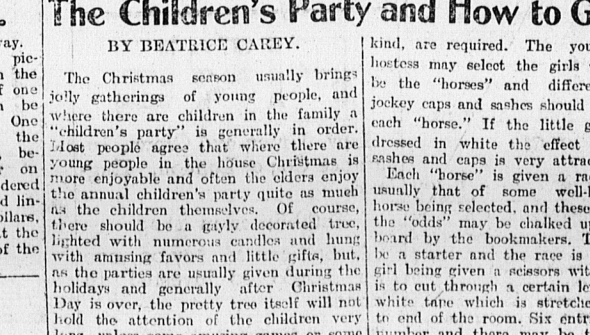 The Children's Party and How to G
BY BEATRICE CAREY.
The Christmas season usually brings
jolly gatherings of young people, and
where there are children in the family a
"children's party" is generally in order.
Most people agree that where there are
young people in the house Christmas is
more enjoyable and often the elders enjoy
the annual children's party quite as much
as the children themselves. Of course,
there should be a gayly decorated tree,
lighted with numerous candles and hung
with amusing favors and little gifts, but,
as the parties are usually given during the
holidays and generally after Christmas
Day is over, the pretty tree itself will not
hold the attention of the children very
kind, are required. The you
hostess may select the girls
be the "horses" and differe
jockey caps and sashes should
each "horse." If the little g
dressed in white the effect
sashes and caps is very attrac
Each "horse" is given a ra
usually that of some well-k
horse being selected, and these
the "odds" may be chalked u
board by the bookmakers. T
be a starter and the race is
girl being given a scissors wit
is to cut through a certain le
white tape which is stretche
to end of the room. Six entr
number and there may be
ay.
pic-
the
one
be
One
the
be-
on
dered
d lin-
ollars,
t the
of the